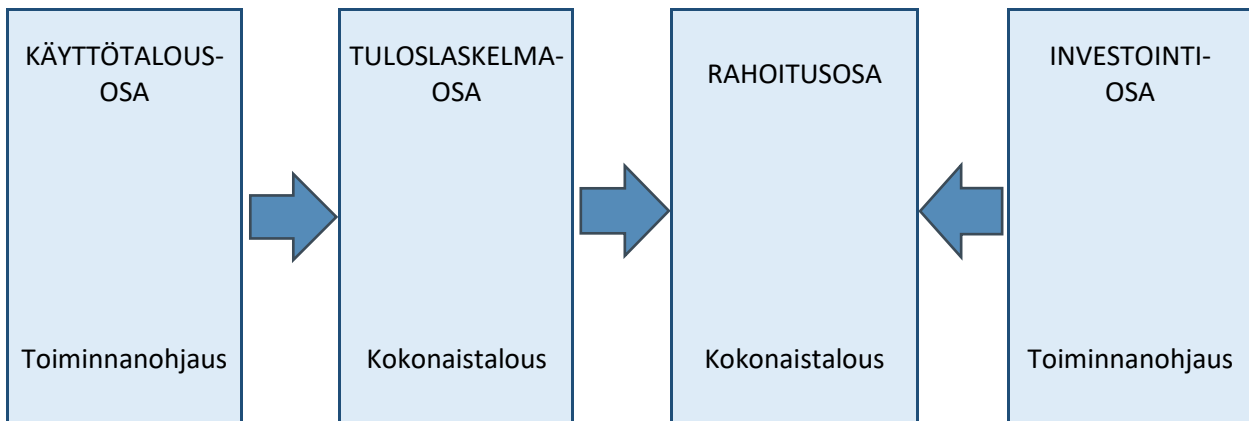 KÄYTTÖTALOUS-
OSA
Toiminnanohjaus
TULOSLASKELMA-
OSA
Kokonaistalous
RAHOITUSOSA
Kokonaistalous
INVESTOINTI-
OSA
Toiminnanohjaus